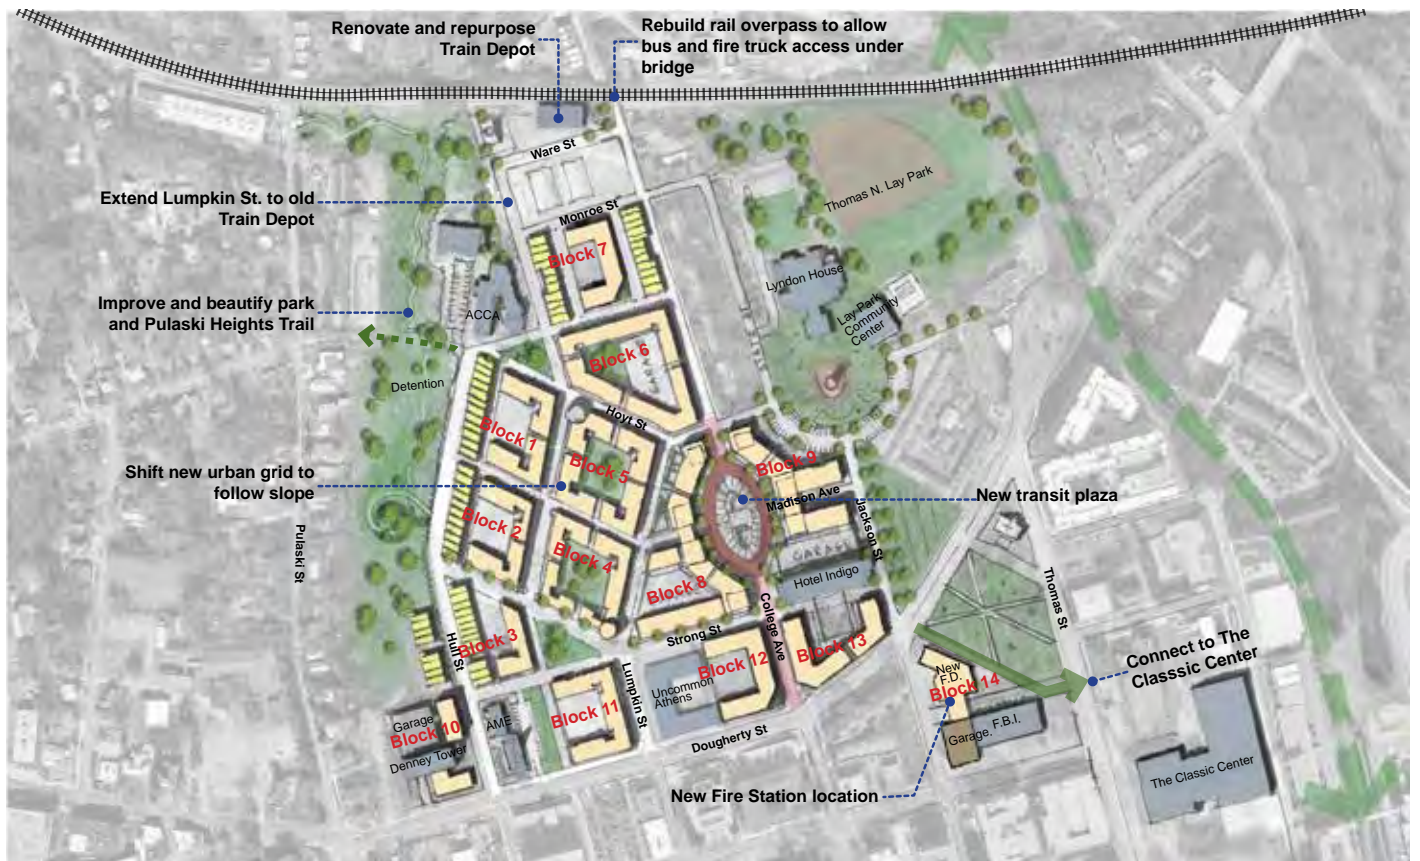 Renovate and repurpose
Train Depot
Rebuild rail overpass to allow
bus and fire truck access under
bridge
Ware St
Thomas N. Lay Park
Extend Lumpkin St. to old
Train Depot
Monroe St
Block 7
Lyndon House
Lay Park
Community
Center
Improve and beautify park
and Pulaski Heights Trail
ACCA
Detention
Block 6
Hoyt St
Block 1
Block 5
Block 9
Shift new urban grid to
follow slope
New transit plaza
Madison Ave
Jackson St
Block 2
Block 4
GARAGE
Pulaski St
Hotel Indigo
Block 8
Thomas St
College Ave
Strong St
Hull St
Block 3
Block 12
Block 13
Connect to The
Classsic Center
New
F.D.
Block 14
Uncommon
Athens
Lumpkin St
Block 11
Garage
Block 10
AME
Denney Tower
Dougherty St
F.B.I.
Garage,
The Classic Center
New Fire Station location